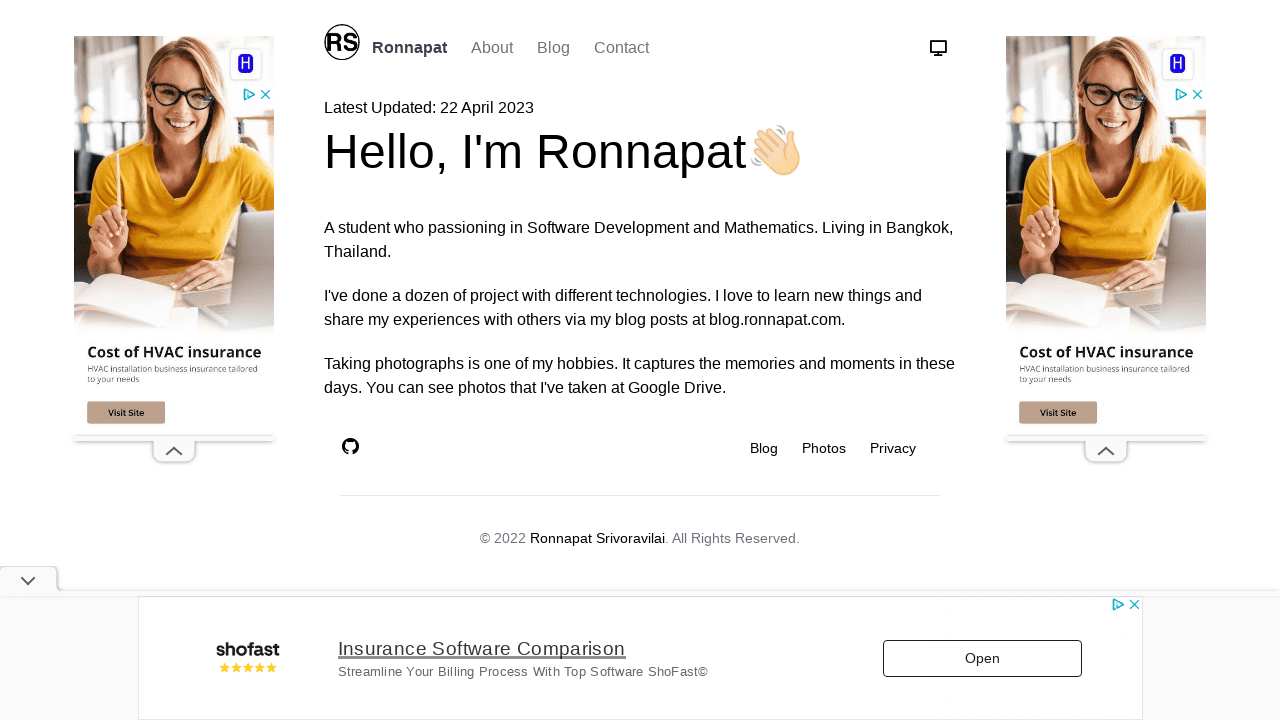 RS
Ronnapat
About
Blog
Contact
Latest Updated: 22 April 2023
Hello, I'm Ronnapat👋🏻
A student who passioning in Software Development and Mathematics. Living in Bangkok,
Thailand.
I've done a dozen of project with different technologies. I love to learn new things and
share my experiences with others via my blog posts at blog.ronnapat.com.
Taking photographs is one of my hobbies. It captures the memories and moments in these
days. You can see photos that I've taken at Google Drive.
Blog
Photos
Privacy
© 2022 Ronnapat Srivoravilai. All Rights Reserved.
H
Cost of HVAC insurance
HVAC installation business insurance tailored
to your needs
Visit Site
H
Cost of HVAC insurance
HVAC installation business insurance tailored
to your needs
Visit Site
shofast
Insurance Software Comparison
Streamline Your Billing Process With Top Software ShoFast©
Open